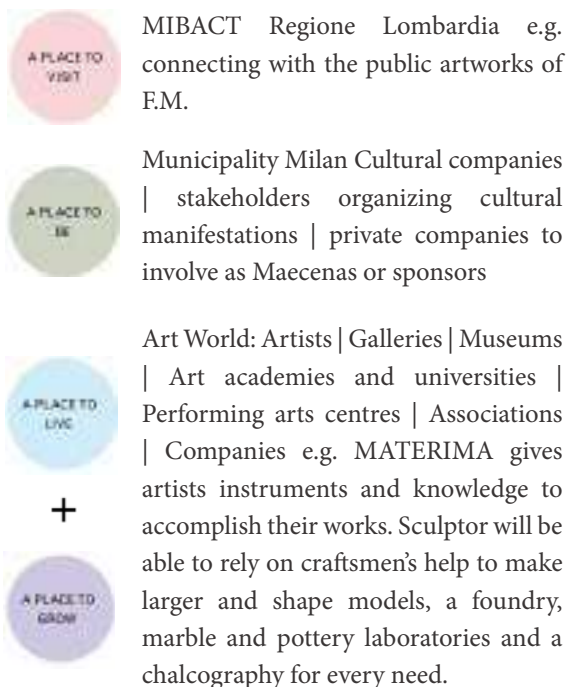 A PLACE TO
VISIT
MIBACT Regione Lombardia e.g.
connecting with the public artworks of
F.M.
A PLACE TO
BE
Municipality Milan Cultural companies
| stakeholders organizing cultural
manifestations | private companies to
involve as Maecenas or sponsors
A PLACE TO
LIVE
+
A PLACE TO
GROW
Art World: Artists | Galleries | Museums
| Art academies and universities |
Performing arts centres | Associations
| Companies e.g. MATERIMA gives
artists instruments and knowledge to
accomplish their works. Sculptor will be
able to rely on craftsmen's help to make
larger and shape models, a foundry,
marble and pottery laboratories and a
chalcography for every need.